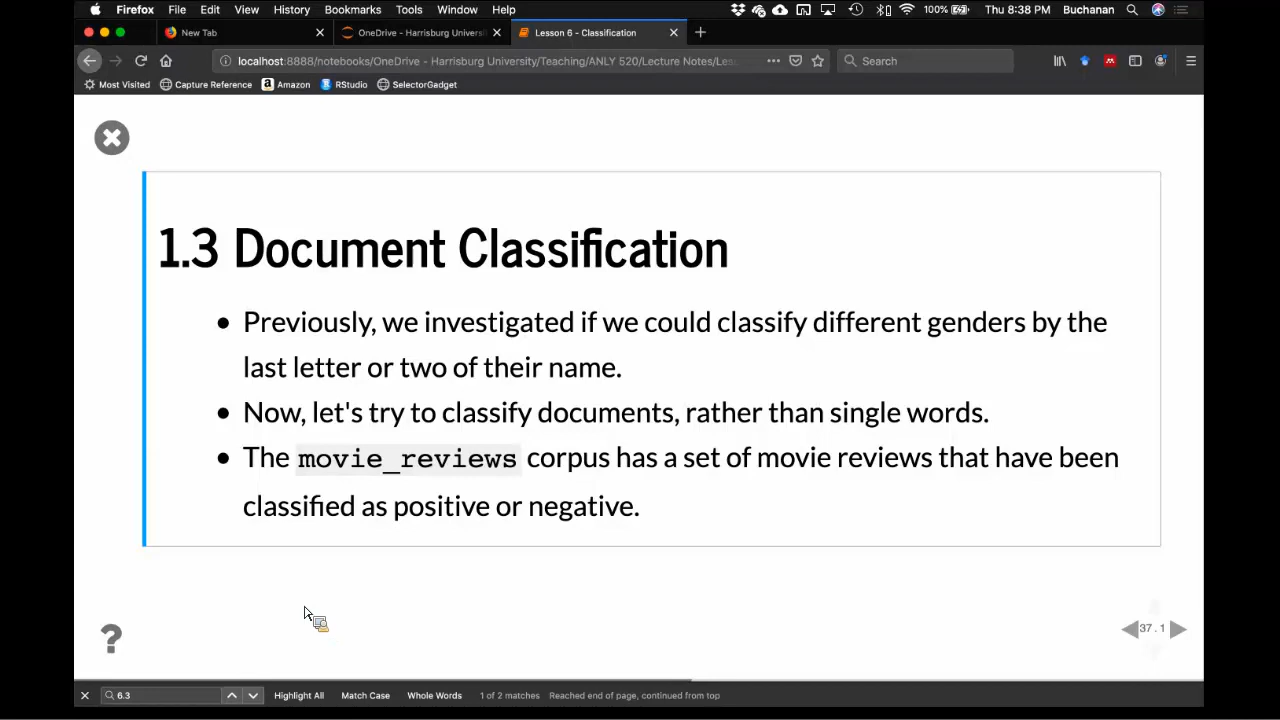 Firefox File Edit View History Bookmarks Tools Window Help 100% Thu 8:38 PM Buchanan
New Tab OneDrive - Harrisburg Universi Lesson 6 - Classification
localhost:8888/notebooks/OneDrive - Harrisburg University/Teaching/ANLY 520/Lecture Notes/Les Search
Most Visited Capture Reference Amazon RStudio SelectorGadget
1.3 Document Classification
• Previously, we investigated if we could classify different genders by the
last letter or two of their name.
• Now, let's try to classify documents, rather than single words.
• The movie_reviews corpus has a set of movie reviews that have been
classified as positive or negative.
?
37.1
6.3 Highlight All Match Case Whole Words 1 of 2 matches Reached end of page, continued from top